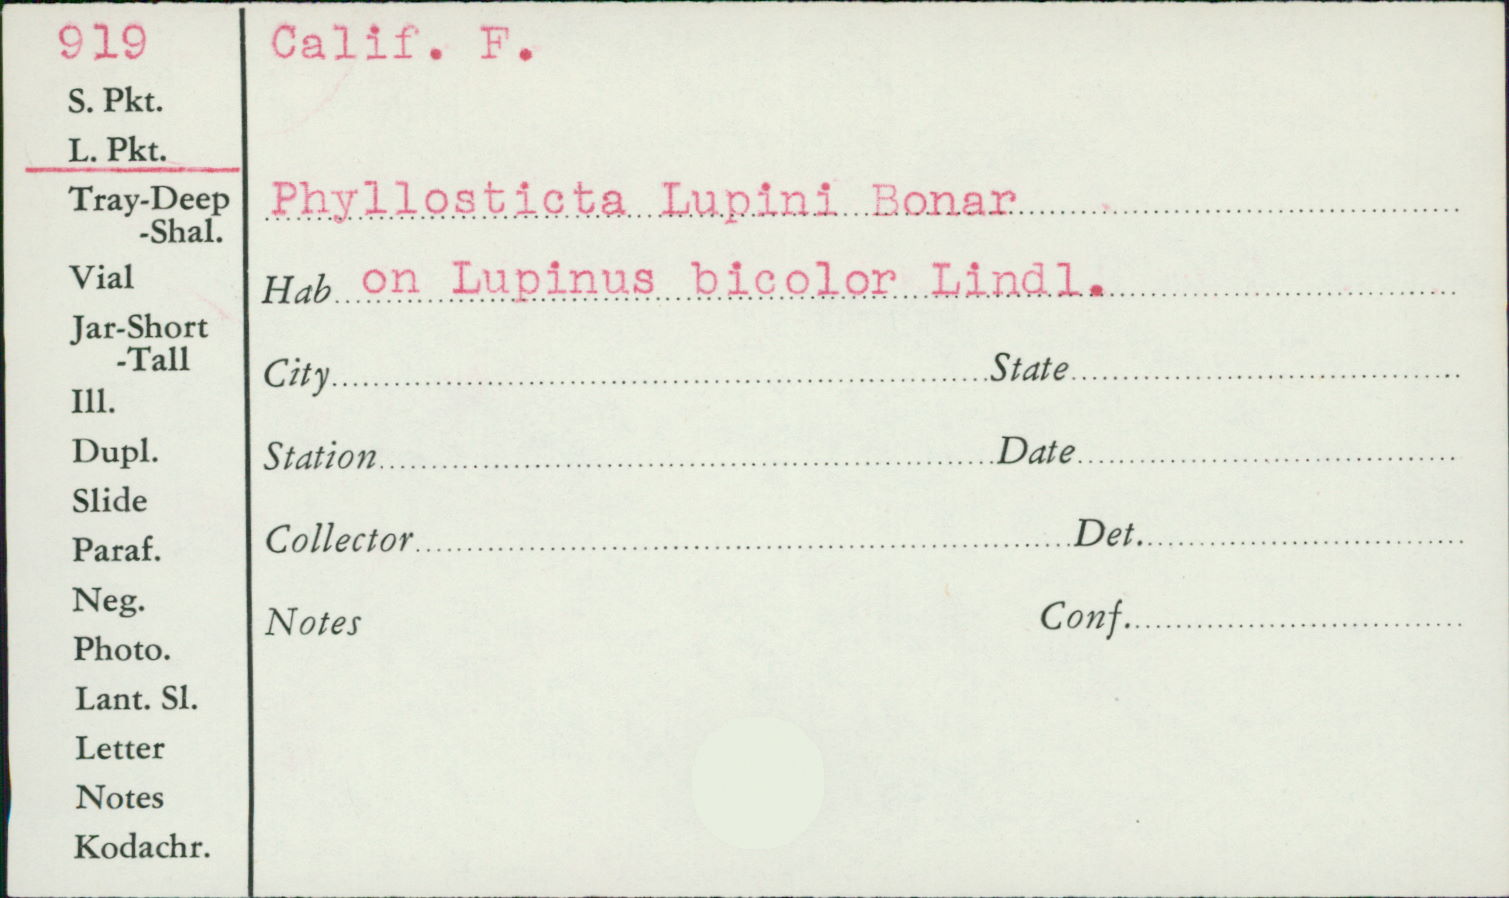 919
Calif. F.
S. Pkt.
L. Pkt.
Tray-Deep
-Shal.
Vial
Jar-Short
-Tall
Ill.
Dupl.
Slide
Paraf.
Neg.
Photo.
Lant. Sl.
Letter
Notes
Kodachr.
Phyllosticta Lupini Bonar
Hab on Lupinus bicolor Lindl.
City State
Station Date
Collector Det.
Notes Conf.